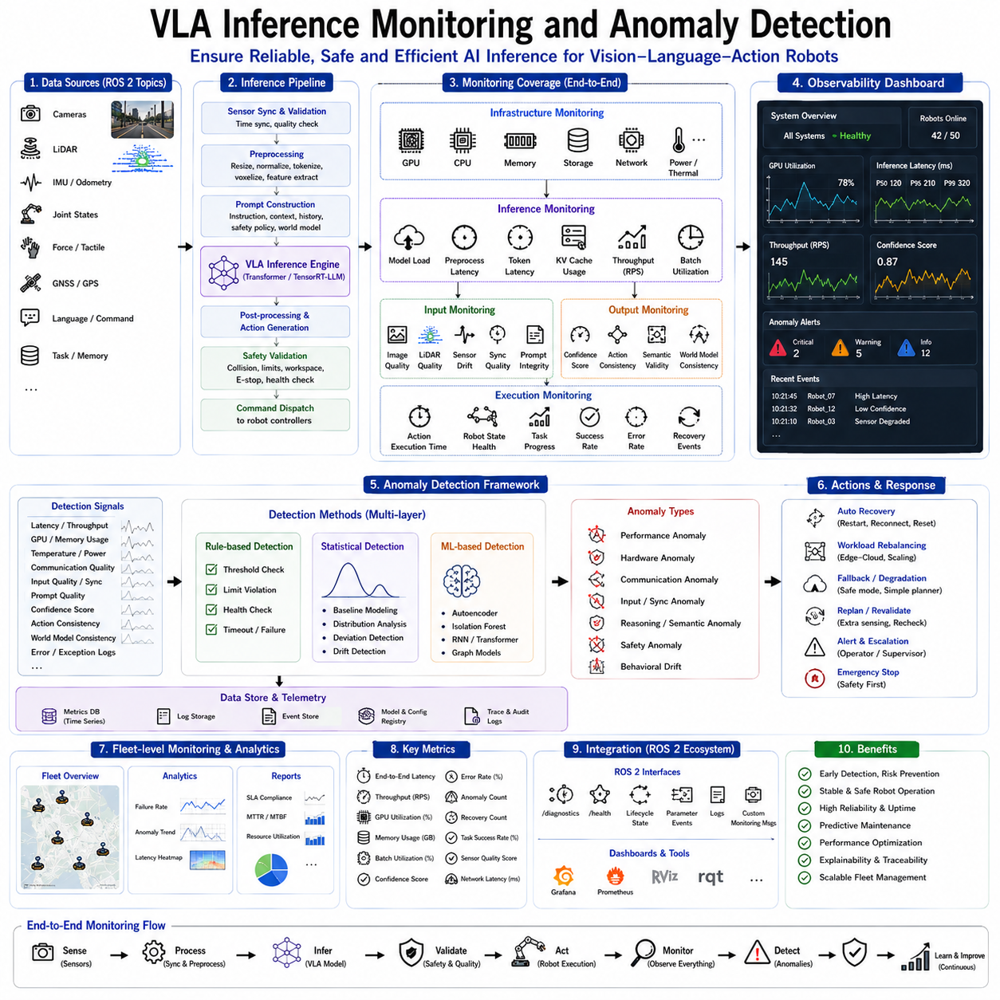 VLA Inference Monitoring and Anomaly Detection
Ensure Reliable, Safe and Efficient AI Inference for Vision–Language–Action Robots
1. Data Sources (ROS 2 Topics)
Cameras
LiDAR
IMU / Odometry
Joint States
Force / Tactile
GNSS / GPS
Language / Command
Task / Memory
...
2. Inference Pipeline
Sensor Sync & Validation
Time sync, quality check
Preprocessing
Resize, normalize, tokenize,
voxelize, feature extract
Prompt Construction
Instruction, context, history,
safety policy, world model
VLA Inference Engine
(Transformer / TensorRT-LLM)
Post-processing &
Action Generation
Safety Validation
Collision, limits, workspace,
E-stop, health check
Command Dispatch
to robot controllers
3. Monitoring Coverage (End-to-End)
Infrastructure Monitoring
GPU
CPU
Memory
Storage
Network
Power /
Thermal
...
Inference Monitoring
Model Load
Preprocess
Latency
Token
Latency
KV Cache
Usage
Throughput
(RPS)
Batch
Utilization
Input Monitoring
Image
Quality
LiDAR
Quality
Sensor
Drift
Sync
Quality
Prompt
Integrity
Output Monitoring
Confidence
Score
Action
Consistency
Semantic
Validity
World Model
Consistency
Execution Monitoring
Action
Execution Time
Robot State
Health
Task
Progress
Success
Rate
Error
Rate
Recovery
Events
4. Observability Dashboard
System Overview
All Systems Healthy
Robots Online
42 / 50
GPU Utilization
78%
Inference Latency (ms)
P50 120 P95 210 P99 320
Throughput (RPS)
145
Confidence Score
0.87
Anomaly Alerts
Critical
2
Warning
5
Info
12
Recent Events
10:21:45 Robot_07 High Latency
10:21:32 Robot_12 Low Confidence
10:21:10 Robot_03 Sensor Degraded
...
5. Anomaly Detection Framework
Detection Signals
Latency / Throughput
GPU / Memory Usage
Temperature / Power
Communication Quality
Input Quality / Sync
Prompt Quality
Confidence Score
Action Consistency
World Model Consistency
Error / Exception Logs
...
Detection Methods (Multi-layer)
Rule-based Detection
Threshold Check
Limit Violation
Health Check
Timeout / Failure
Statistical Detection
• Baseline Modeling
• Distribution Analysis
• Deviation Detection
• Drift Detection
ML-based Detection
• Autoencoder
• Isolation Forest
• RNN / Transformer
• Graph Models
Anomaly Types
Performance Anomaly
Hardware Anomaly
Communication Anomaly
Input / Sync Anomaly
Reasoning / Semantic Anomaly
Safety Anomaly
Behavioral Drift
Data Store & Telemetry
Metrics DB
(Time Series)
Log Storage
Event Store
Model & Config
Registry
Trace & Audit
Logs
6. Actions & Response
Auto Recovery
(Restart, Reconnect, Reset)
Workload Rebalancing
(Edge-Cloud, Scaling)
Fallback / Degradation
(Safe mode, Simple planner)
Replan / Revalidate
(Extra sensing, Recheck)
Alert & Escalation
(Operator / Supervisor)
Emergency Stop
(Safety First)
7. Fleet-level Monitoring & Analytics
Fleet Overview
Analytics
Failure Rate
Anomaly Trend
Latency Heatmap
Reports
SLA Compliance
MTTR / MTBF
Resource Utilization
...
8. Key Metrics
End-to-End Latency
Throughput (RPS)
GPU Utilization (%)
Memory Usage (GB)
Batch Utilization (%)
Confidence Score
Error Rate (%)
Anomaly Count
Recovery Count
Task Success Rate (%)
Sensor Quality Score
Network Latency (ms)
9. Integration (ROS 2 Ecosystem)
ROS 2 Interfaces
/diagnostics
/health
Lifecycle
State
Parameter
Events
Logs
Custom
Monitoring Msgs
Dashboards & Tools
Grafana
Prometheus
RViz
rqt
...
10. Benefits
Early Detection, Risk Prevention
Stable & Safe Robot Operation
High Reliability & Uptime
Predictive Maintenance
Performance Optimization
Explainability & Traceability
Scalable Fleet Management
End-to-End Monitoring Flow
Sense
(Sensors)
Process
(Sync & Preprocess)
Infer
(VLA Model)
Validate
(Safety & Quality)
Act
(Robot Execution)
Monitor
(Observe Everything)
Detect
(Anomalies)
Learn & Improve
(Continuous)